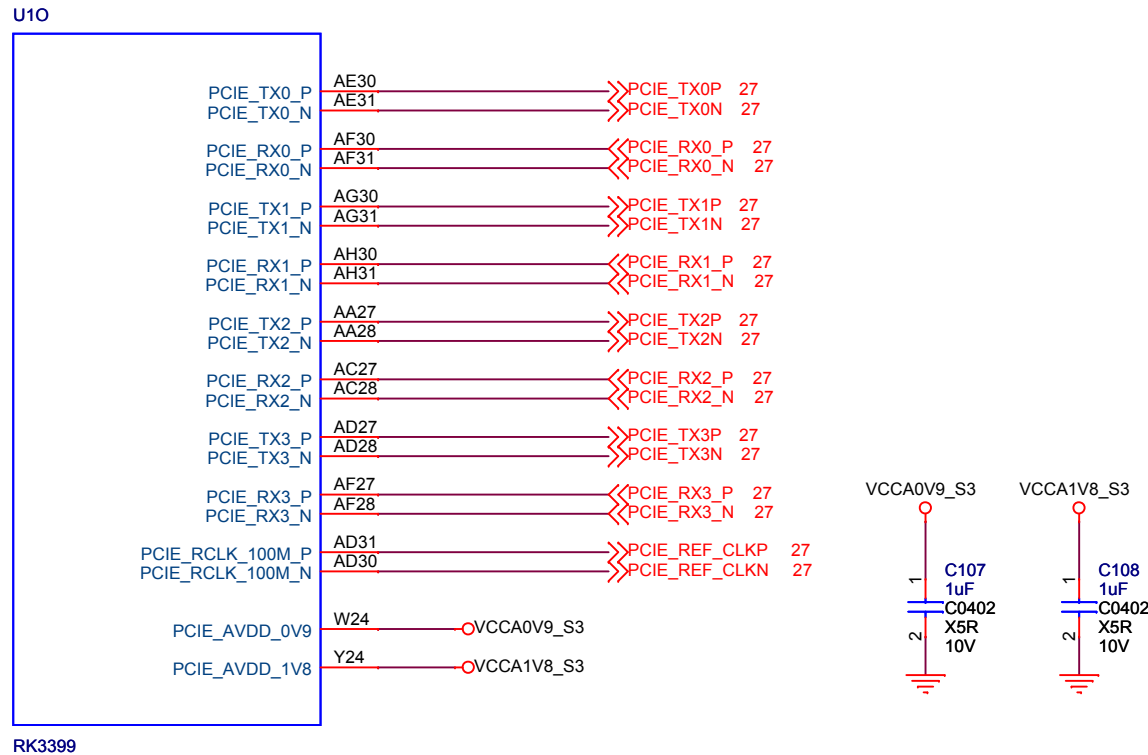 U1O
PCIE_TX0_P AE30 PCIE_TX0P 27
PCIE_TX0_N AE31 PCIE_TX0N 27
PCIE_RX0_P AF30 PCIE_RX0_P 27
PCIE_RX0_N AF31 PCIE_RX0_N 27
PCIE_TX1_P AG30 PCIE_TX1P 27
PCIE_TX1_N AG31 PCIE_TX1N 27
PCIE_RX1_P AH30 PCIE_RX1_P 27
PCIE_RX1_N AH31 PCIE_RX1_N 27
PCIE_TX2_P AA27 PCIE_TX2P 27
PCIE_TX2_N AA28 PCIE_TX2N 27
PCIE_RX2_P AC27 PCIE_RX2_P 27
PCIE_RX2_N AC28 PCIE_RX2_N 27
PCIE_TX3_P AD27 PCIE_TX3P 27
PCIE_TX3_N AD28 PCIE_TX3N 27
PCIE_RX3_P AF27 PCIE_RX3_P 27
PCIE_RX3_N AF28 PCIE_RX3_N 27
PCIE_RCLK_100M_P AD31 PCIE_REF_CLKP 27
PCIE_RCLK_100M_N AD30 PCIE_REF_CLKN 27
PCIE_AVDD_0V9 W24 VCCA0V9_S3
PCIE_AVDD_1V8 Y24 VCCA1V8_S3
RK3399
VCCA0V9_S3
1
C107
1uF
C0402
X5R
2
10V
VCCA1V8_S3
1
C108
1uF
C0402
X5R
2
10V